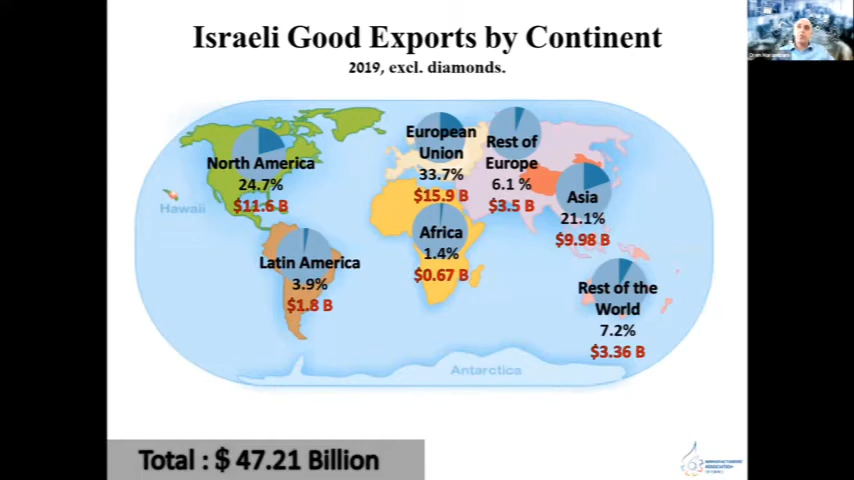 Israeli Good Exports by Continent
2019, excl. diamonds.
North America
24.7%
$11.6 B
European
Union
33.7%
$15.9 B
Rest of
Europe
6.1 %
$3.5 B
Asia
21.1%
$9.98 B
Hawaii
Africa
1.4%
$0.67 B
Latin America
3.9%
$1.8 B
Rest of the
World
7.2%
$3.36 B
Antarctica
Total : $ 47.21 Billion
MANUFACTURERS'
ASSOCIATION